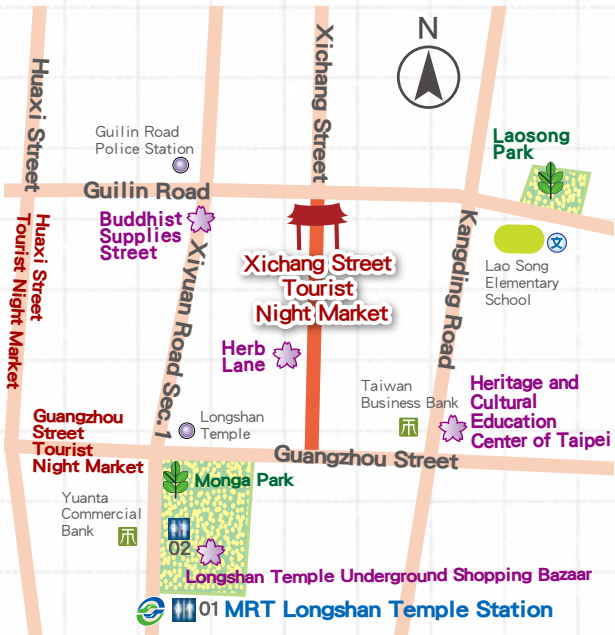 N
Huaxi Street
Xichang Street
Guilin Road
Police Station
Laosong
Park
Guilin Road
Buddhist
Supplies
Street
Huaxi Street
Tourist Night Market
Xiyuan Road Sec. 1
Xichang Street
Tourist
Night Market
Kangding Road
文
Lao Song
Elementary
School
Herb
Lane
Taiwan
Business Bank
Heritage and
Cultural
Education
Center of Taipei
Guangzhou
Street
Tourist
Night Market
Longshan
Temple
Guangzhou Street
Monga Park
Yuanta
Commercial
Bank
02
Longshan Temple Underground Shopping Bazaar
01 MRT Longshan Temple Station